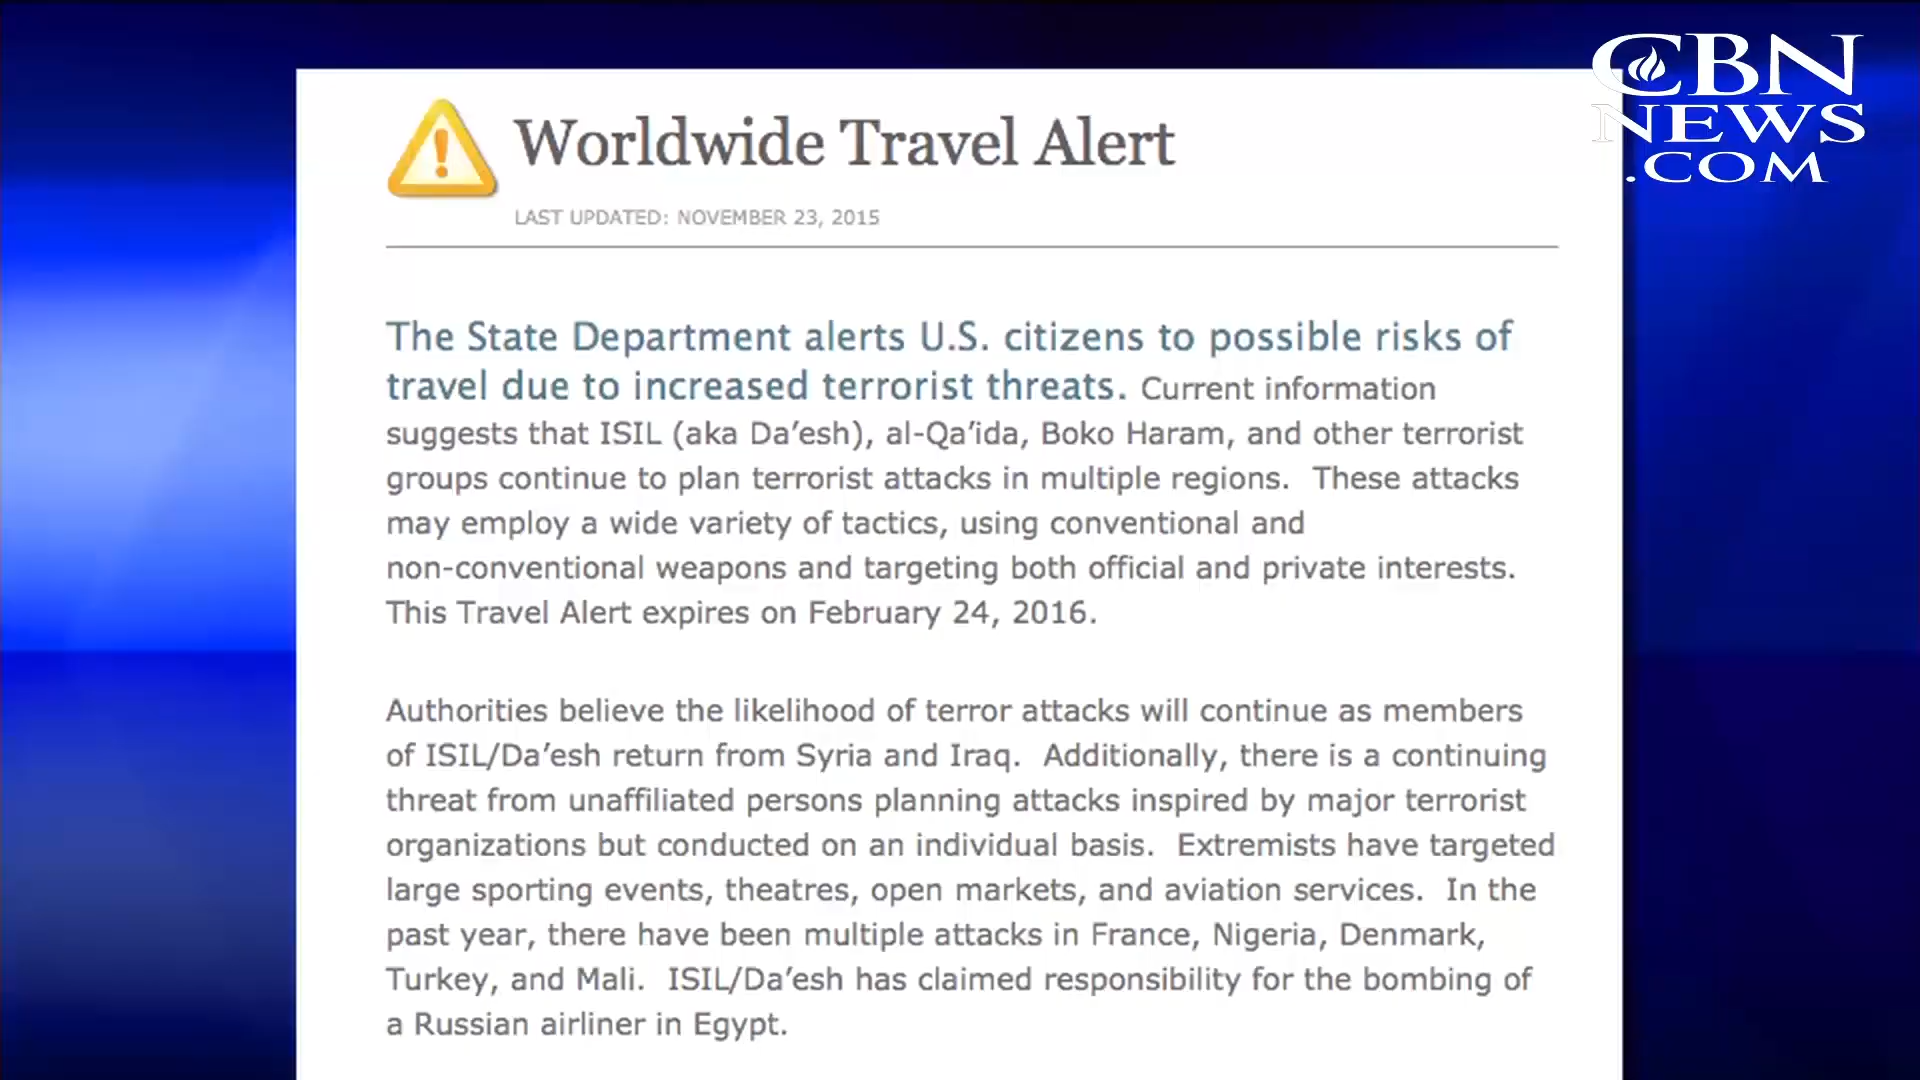 CBN
NEWS
.COM
Worldwide Travel Alert
LAST UPDATED: NOVEMBER 23, 2015
The State Department alerts U.S. citizens to possible risks of
travel due to increased terrorist threats. Current information
suggests that ISIL (aka Da’esh), al-Qa’ida, Boko Haram, and other terrorist
groups continue to plan terrorist attacks in multiple regions.  These attacks
may employ a wide variety of tactics, using conventional and
non-conventional weapons and targeting both official and private interests.
This Travel Alert expires on February 24, 2016.
Authorities believe the likelihood of terror attacks will continue as members
of ISIL/Da’esh return from Syria and Iraq.  Additionally, there is a continuing
threat from unaffiliated persons planning attacks inspired by major terrorist
organizations but conducted on an individual basis.  Extremists have targeted
large sporting events, theatres, open markets, and aviation services.  In the
past year, there have been multiple attacks in France, Nigeria, Denmark,
Turkey, and Mali.  ISIL/Da’esh has claimed responsibility for the bombing of
a Russian airliner in Egypt.